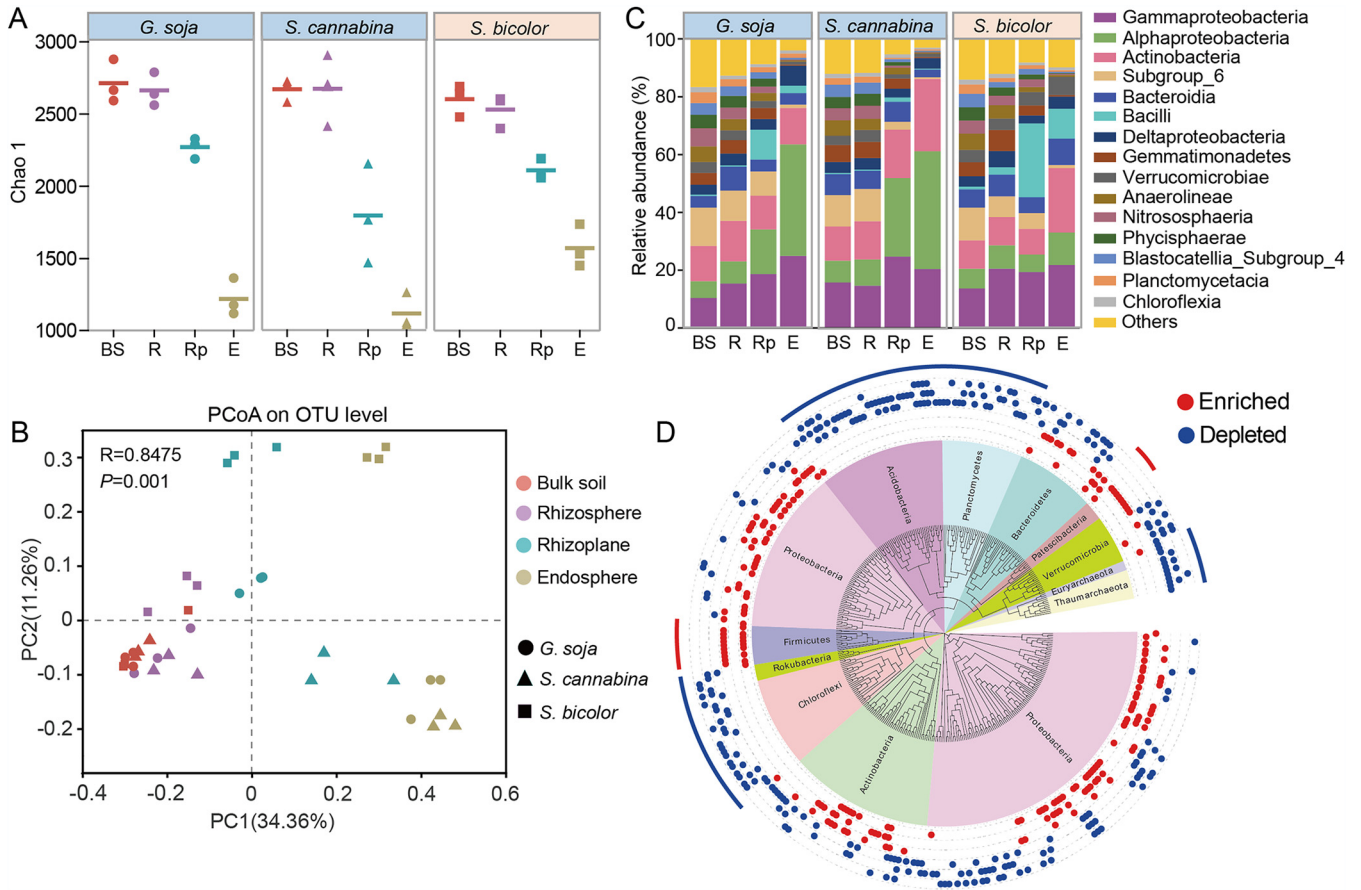 A
G. soja
S. cannabina
S. bicolor
Chao 1
3000
2500
2000
1500
1000
BS R Rp E
BS R Rp E
BS R Rp E
C
G. soja
S. cannabina
S. bicolor
Relative abundance (%)
100
80
60
40
20
0
BS R Rp E
BS R Rp E
BS R Rp E
Gammaproteobacteria
Alphaproteobacteria
Actinobacteria
Subgroup_6
Bacteroidia
Bacilli
Deltaproteobacteria
Gemmatimonadetes
Verrucomicrobiae
Anaerolineae
Nitrososphaeria
Phycisphaerae
Blastocatellia_Subgroup_4
Planctomycetacia
Chloroflexia
Others
B
PCoA on OTU level
R=0.8475
P=0.001
PC2(11.26%)
0.3
0.2
0.1
0
-0.1
-0.2
-0.4 -0.2 0 0.2 0.4 0.6
PC1(34.36%)
Bulk soil
Rhizosphere
Rhizoplane
Endosphere
G. soja
S. cannabina
S. bicolor
D
Enriched
Depleted
Acidobacteria
Planctomycetes
Bacteroidetes
Patescibacteria
Verrucomicrobia
Euryarchaeota
Thaumarchaeota
Proteobacteria
Firmicutes
Rokubacteria
Chloroflexi
Actinobacteria
Proteobacteria